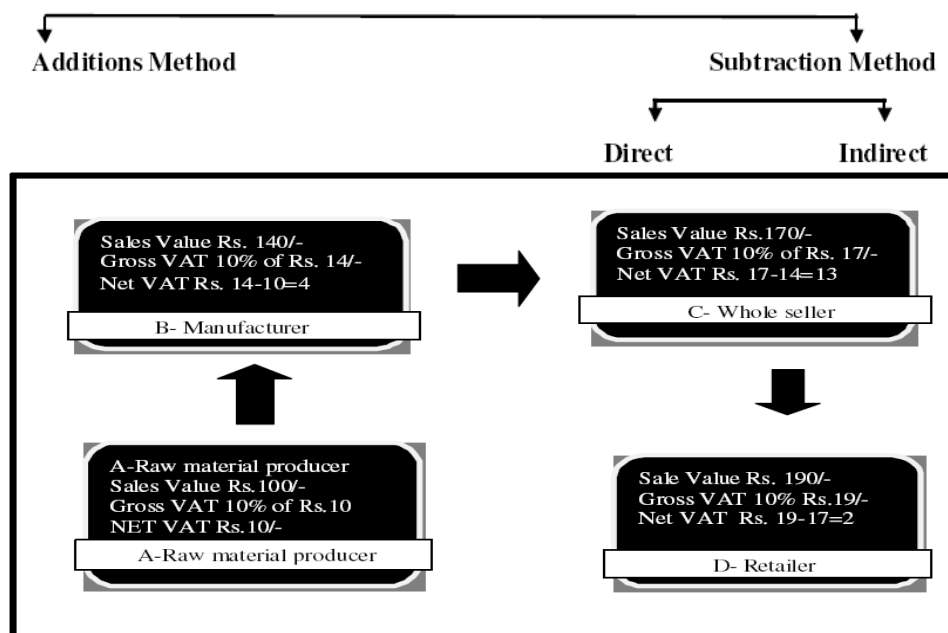 Additions Method
Subtraction Method
Direct
Indirect
Sales Value Rs. 140/-
Gross VAT 10% of Rs. 14/-
Net VAT Rs. 14-10=4
B- Manufacturer
Sales Value Rs.170/-
Gross VAT 10% of Rs. 17/-
Net VAT Rs. 17-14=13
C- Whole seller
A-Raw material producer
Sales Value Rs.100/-
Gross VAT 10% of Rs.10
NET VAT Rs.10/-
A-Raw material producer
Sale Value Rs. 190/-
Gross VAT 10% Rs.19/-
Net VAT Rs. 19-17=2
D- Retailer